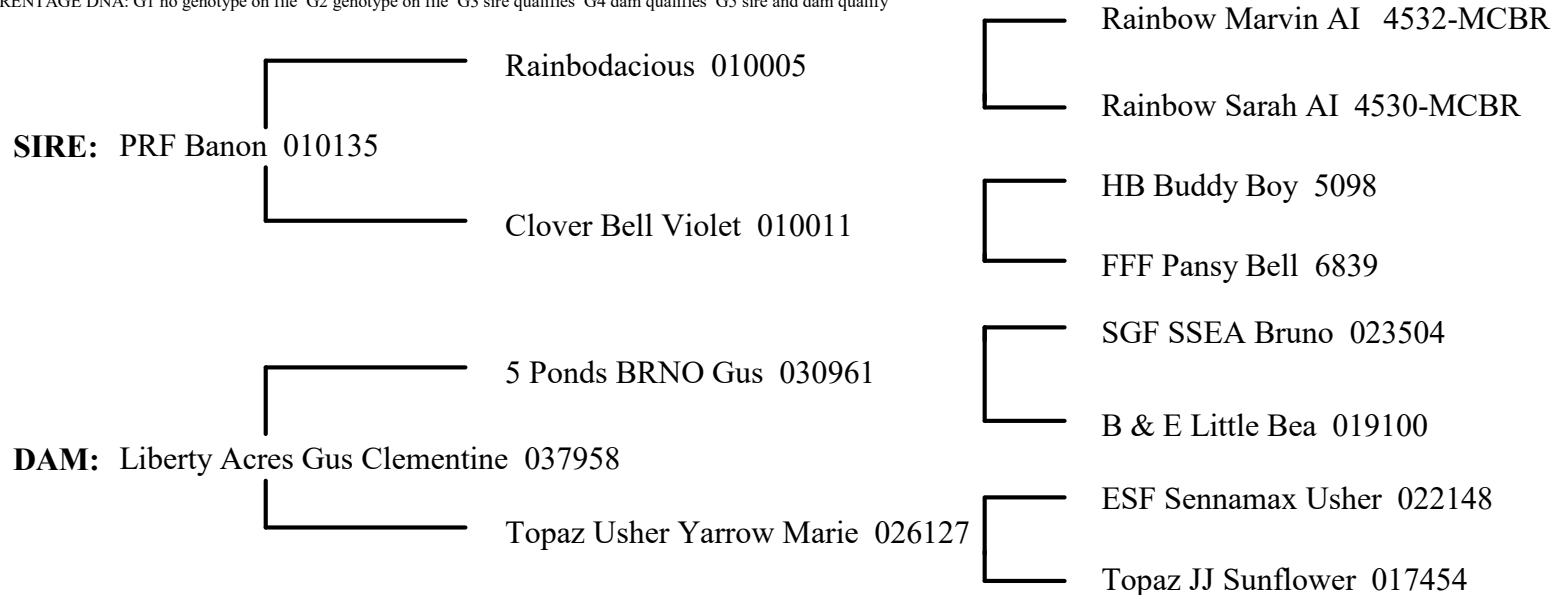 RENTAGE DNA: G1 no genotype on file G2 genotype on file G3 sire qualifies G4 dam qualifies G5 sire and dam qualify
Rainbow Marvin AI 4532-MCBR
Rainbodacious 010005
Rainbow Sarah AI 4530-MCBR
SIRE: PRF Banon 010135
HB Buddy Boy 5098
Clover Bell Violet 010011
FFF Pansy Bell 6839
SGF SSEA Bruno 023504
5 Ponds BRNO Gus 030961
B & E Little Bea 019100
DAM: Liberty Acres Gus Clementine 037958
ESF Sennamax Usher 022148
Topaz Usher Yarrow Marie 026127
Topaz JJ Sunflower 017454